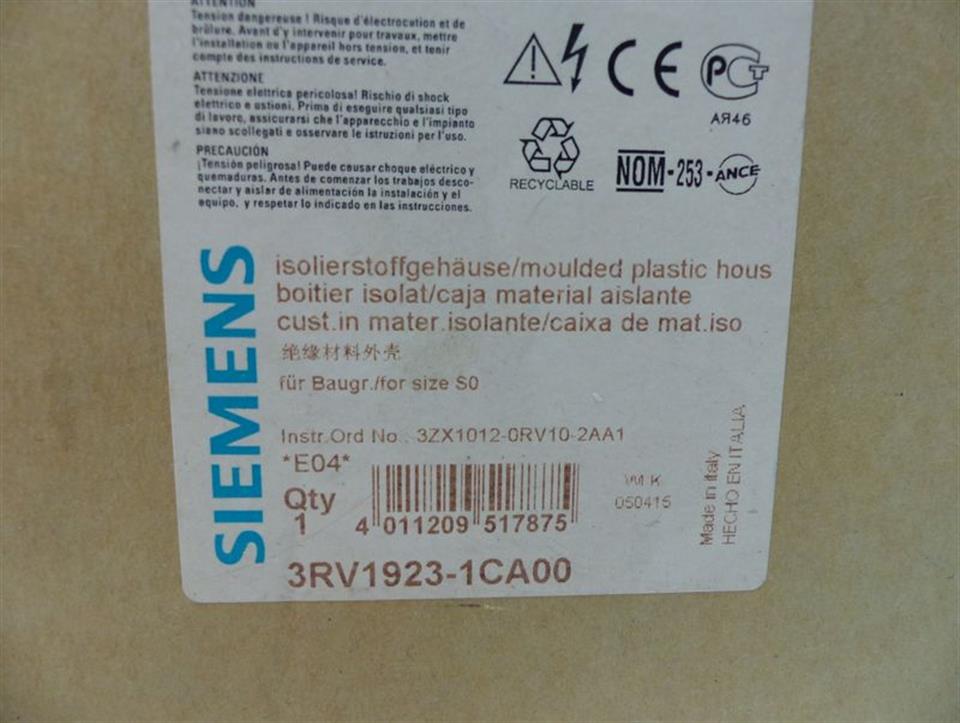 ATTENTION
Tension dangereuse ! Risque d'électrocution et de
brûlure. Avant d'y intervenir pour travaux, mettre
l'installation ou l'appareil hors tension, et tenir
compte des instructions de service.
ATTENZIONE
Tensione elettrica pericolosa! Rischio di shock
elettrico e ustioni. Prima di eseguire qualsiasi tipo
di lavoro, assicurarsi che l'apparecchio e l'impianto
siano scollegati e osservare le istruzioni per l'uso.
PRECAUCIÓN
¡Tensión peligrosa! Puede causar choque eléctrico y
quemaduras. Antes de comenzar los trabajos desco-
nectar y aislar de alimentación la instalación y el
equipo, y respetar lo indicado en las instrucciones.
CE
РСТ
АЯ46
RECYCLABLE
NOM-253-ANCE
SIEMENS
isolierstoffgehäuse/moulded plastic hous
boitier isolat/caja material aislante
cust.in mater.isolante/caixa de mat.iso
绝缘材料外壳
für Baugr./for size S0
Instr.Ord No.: 3ZX1012-0RV10-2AA1
*E04*
Qty
1
4 011209 517875
WK
050415
Made in italy
HECHO EN ITALIA
3RV1923-1CA00